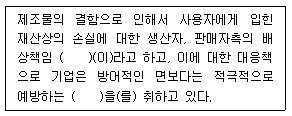 제조물의 결함으로 인해서 사용자에게 입힌
재산상의 손실에 대한 생산자, 판매자측의 배
상책임 (    )(이)라고 하고, 이에 대한 대응책
으로 기업은 방어적인 면보다는 적극적으로
예방하는 (    )을(를) 취하고 있다.